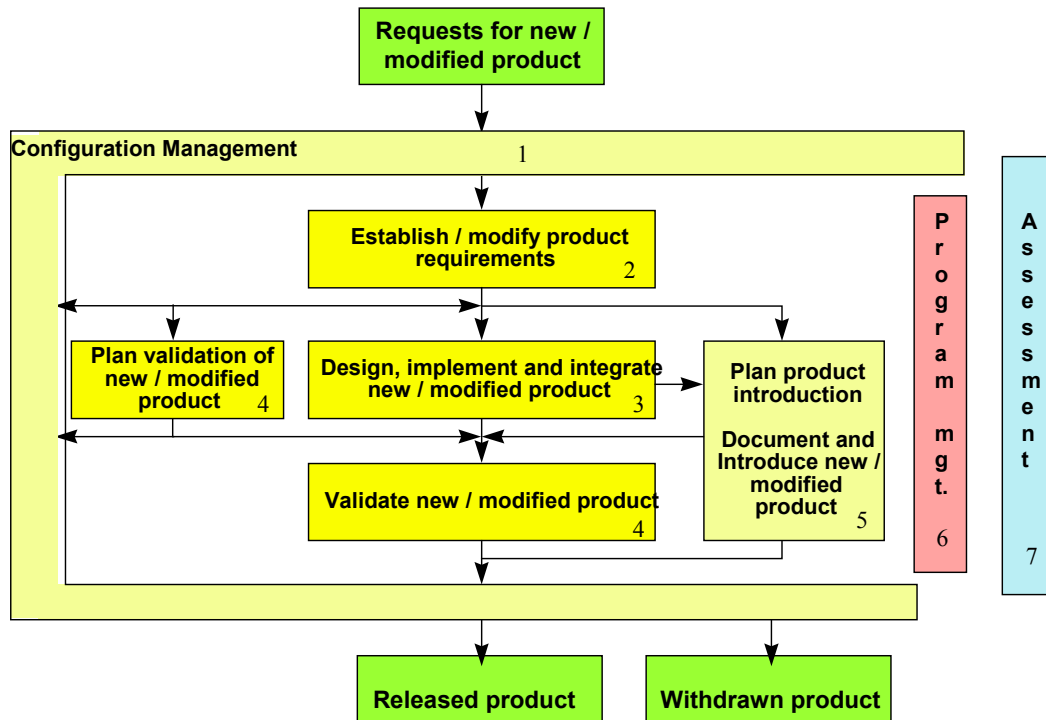 Requests for new /
modified product
Configuration Management
1
Establish / modify product
requirements
2
Plan validation of
new / modified
product
4
Design, implement and integrate
new / modified product
3
Plan product
introduction
Document and
Introduce new /
modified
product
5
Validate new / modified product
4
P
r
o
g
r
a
m
m
g
t.
6
A
s
s
e
s
s
m
e
n
t
7
Released product
Withdrawn product